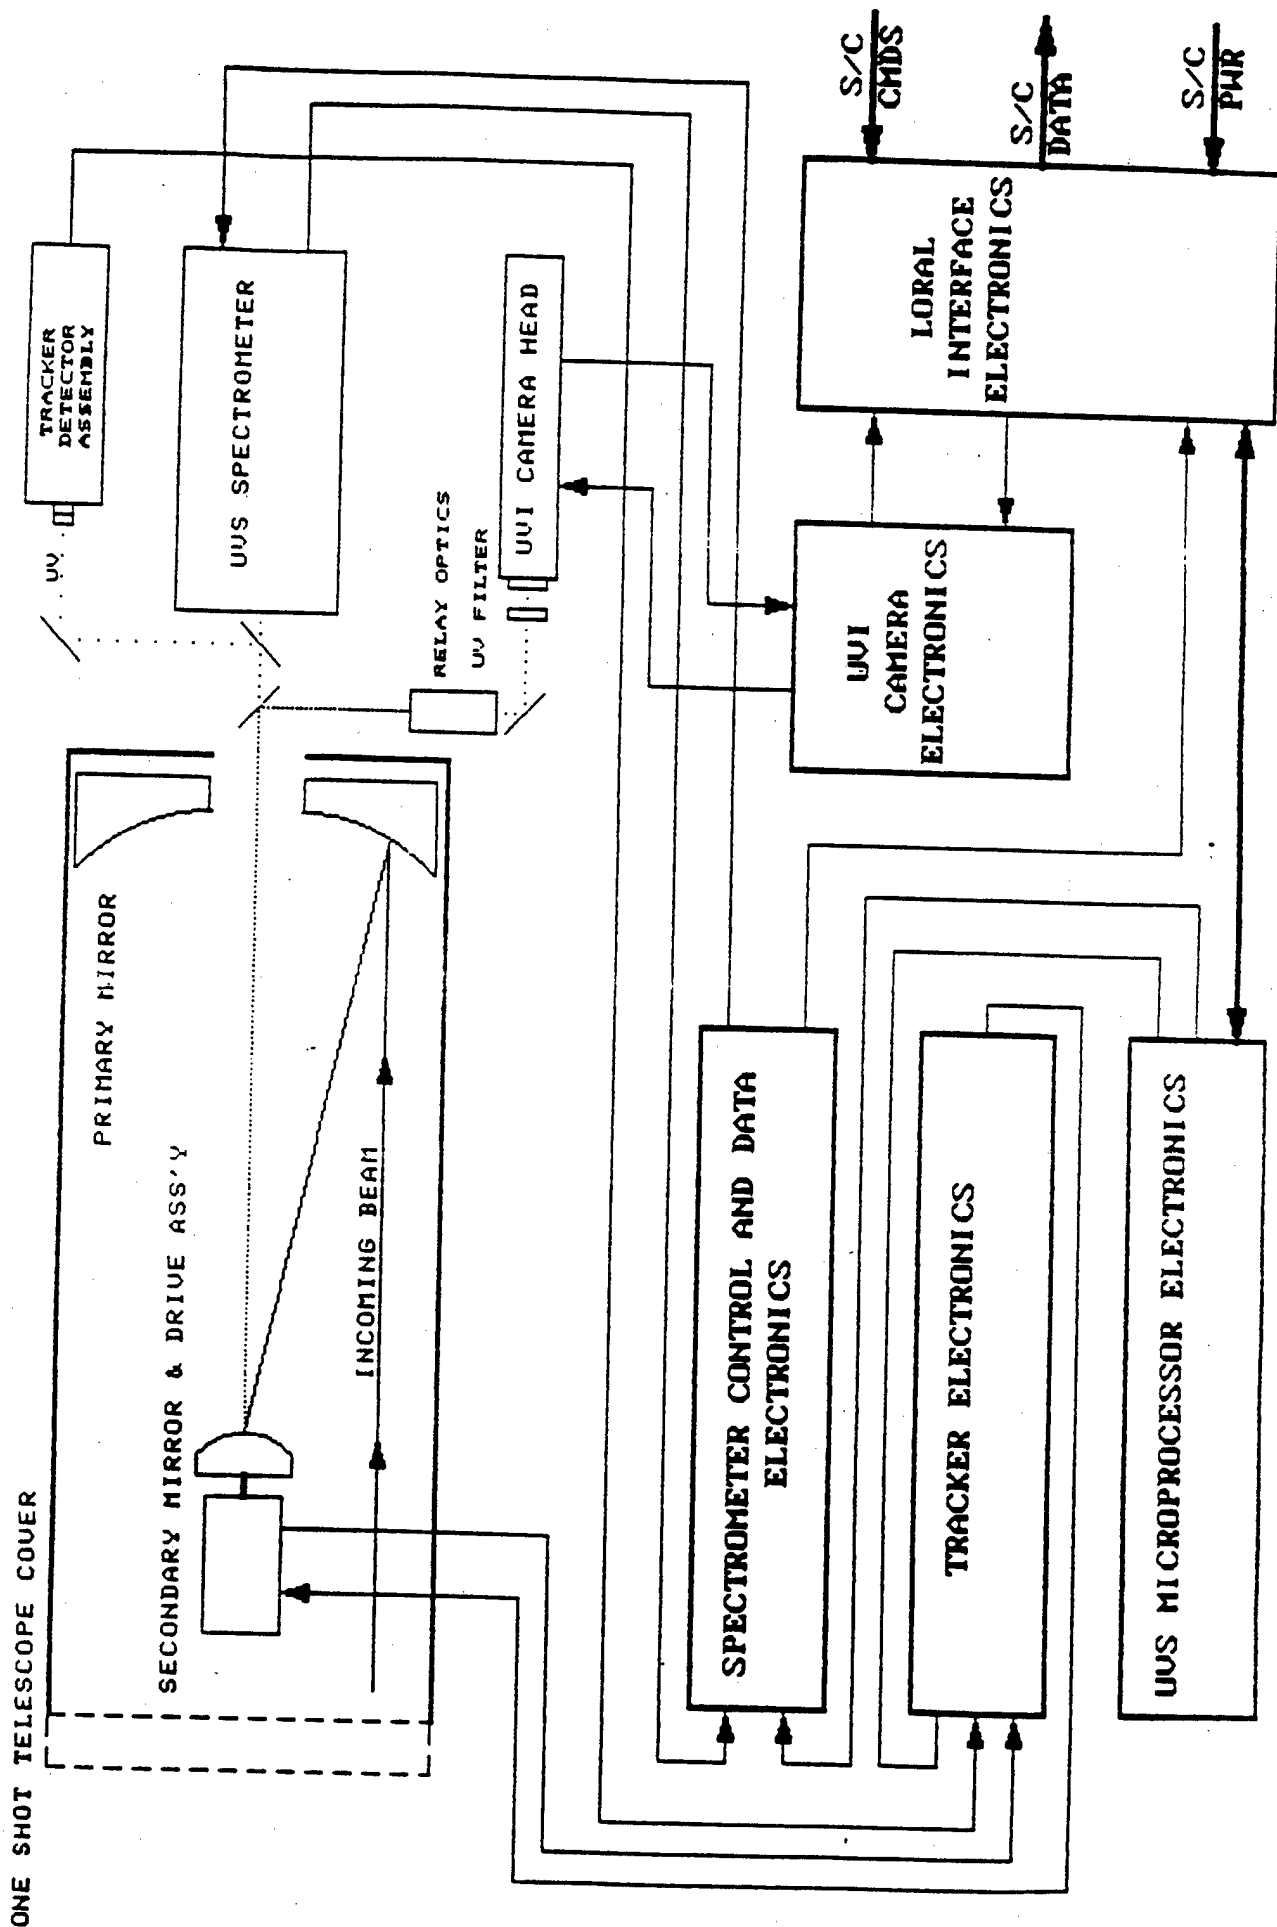 ONE SHOT TELESCOPE COVER
SECONDARY MIRROR & DRIVE ASS'Y
PRIMARY MIRROR
INCOMING BEAM
UV
TRACKER
DETECTOR
ASSEMBLY
UVS SPECTROMETER
RELAY OPTICS
UV FILTER
UVI CAMERA HEAD
SPECTROMETER CONTROL AND DATA
ELECTRONICS
TRACKER ELECTRONICS
UVS MICROPROCESSOR ELECTRONICS
UVI
CAMERA
ELECTRONICS
LORAL
INTERFACE
ELECTRONICS
S/C
CMDS
S/C
DATA
S/C
PWR